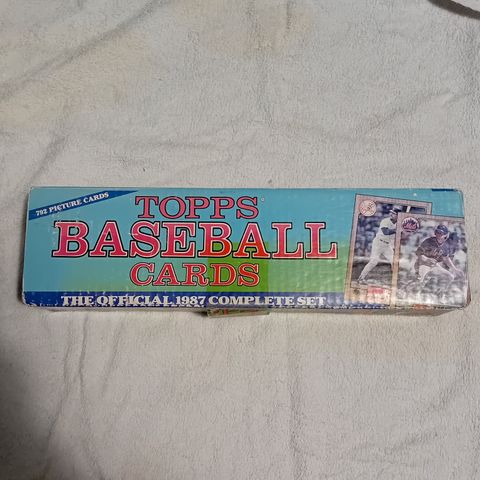 792 PICTURE CARDS
TOPPS
BASEBALL
CARDS
THE OFFICIAL 1987 COMPLETE SET